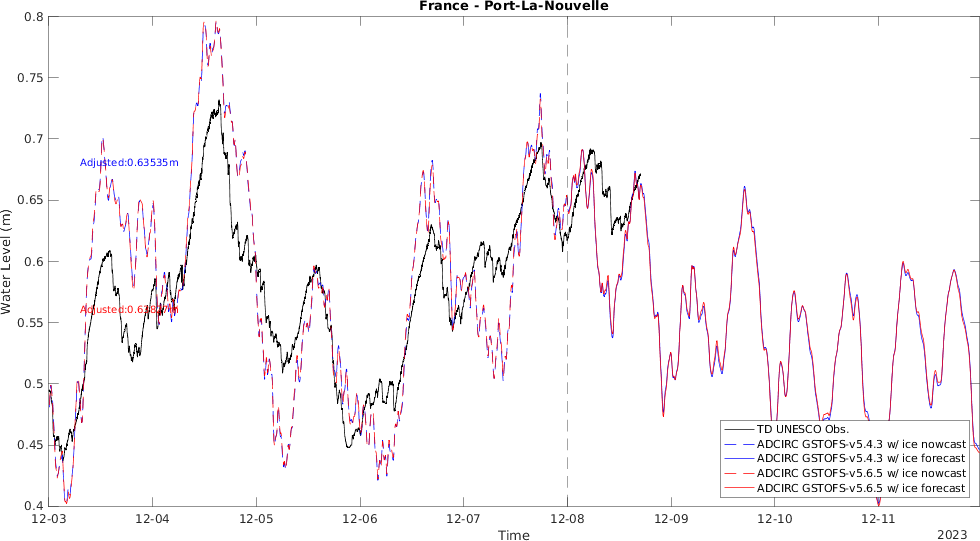 France - Port-La-Nouvelle
0.8
0.75
0.7
0.65
0.6
0.55
0.5
0.45
0.4
Water Level (m)
Adjusted:0.63535m
12-03
12-04
12-05
12-06
12-07
12-08
12-09
12-10
12-11
Time
2023
TD UNESCO Obs.
ADCIRC GSTOFS-v5.4.3 w/ ice nowcast
ADCIRC GSTOFS-v5.4.3 w/ ice forecast
ADCIRC GSTOFS-v5.6.5 w/ ice nowcast
ADCIRC GSTOFS-v5.6.5 w/ ice forecast